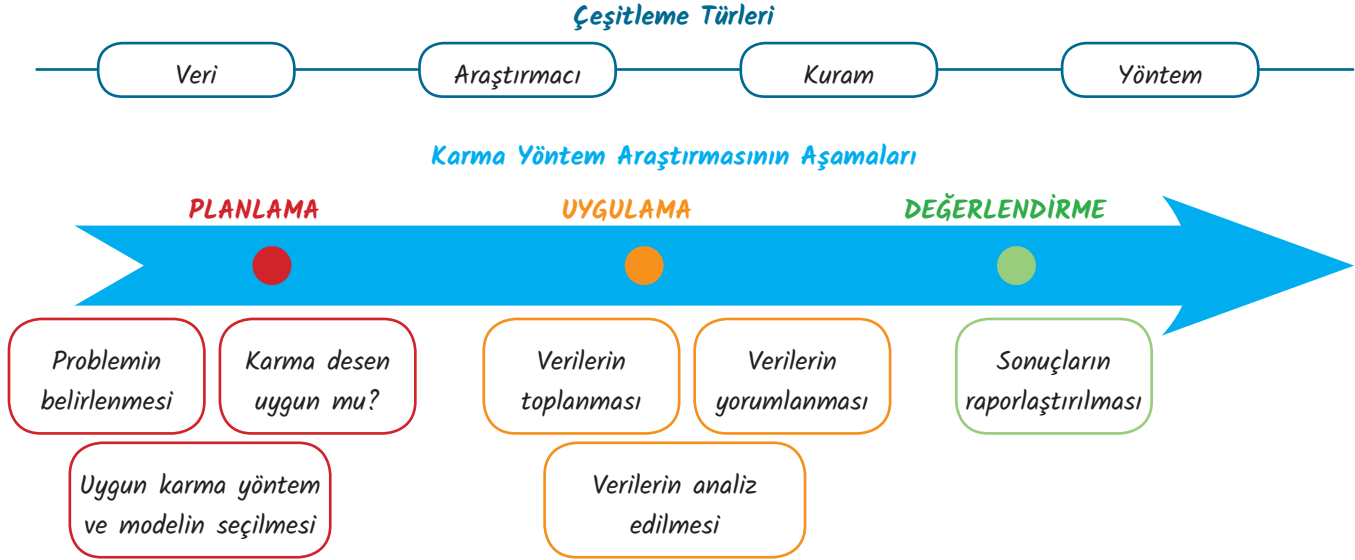 Çeşitleme Türleri
Veri
Araştırmacı
Kuram
Yöntem
Karma Yöntem Araştırmasının Aşamaları
PLANLAMA
UYGULAMA
DEĞERLENDİRME
Problemin
belirlenmesi
Karma desen
uygun mu?
Uygun karma yöntem
ve modelin seçilmesi
Verilerin
toplanması
Verilerin
yorumlanması
Verilerin analiz
edilmesi
Sonuçların
raporlaştırılması